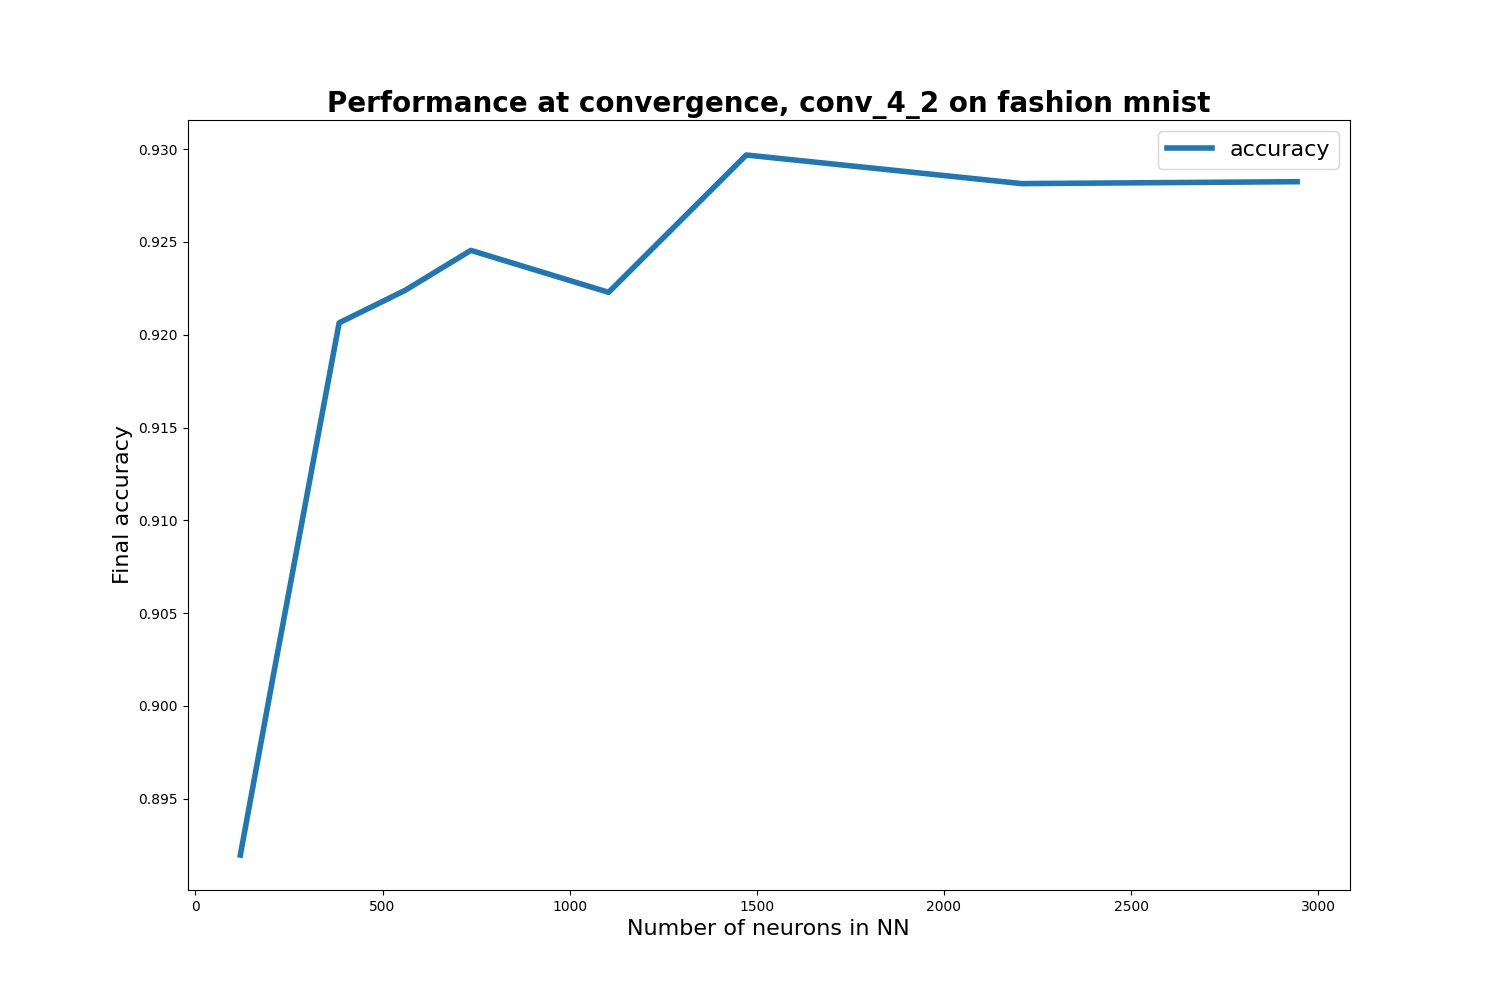 Performance at convergence, conv_4_2 on fashion mnist
accuracy
0.930
0.925
0.920
0.915
0.910
0.905
0.900
0.895
Final accuracy
0 500 1000 1500 2000 2500 3000
Number of neurons in NN